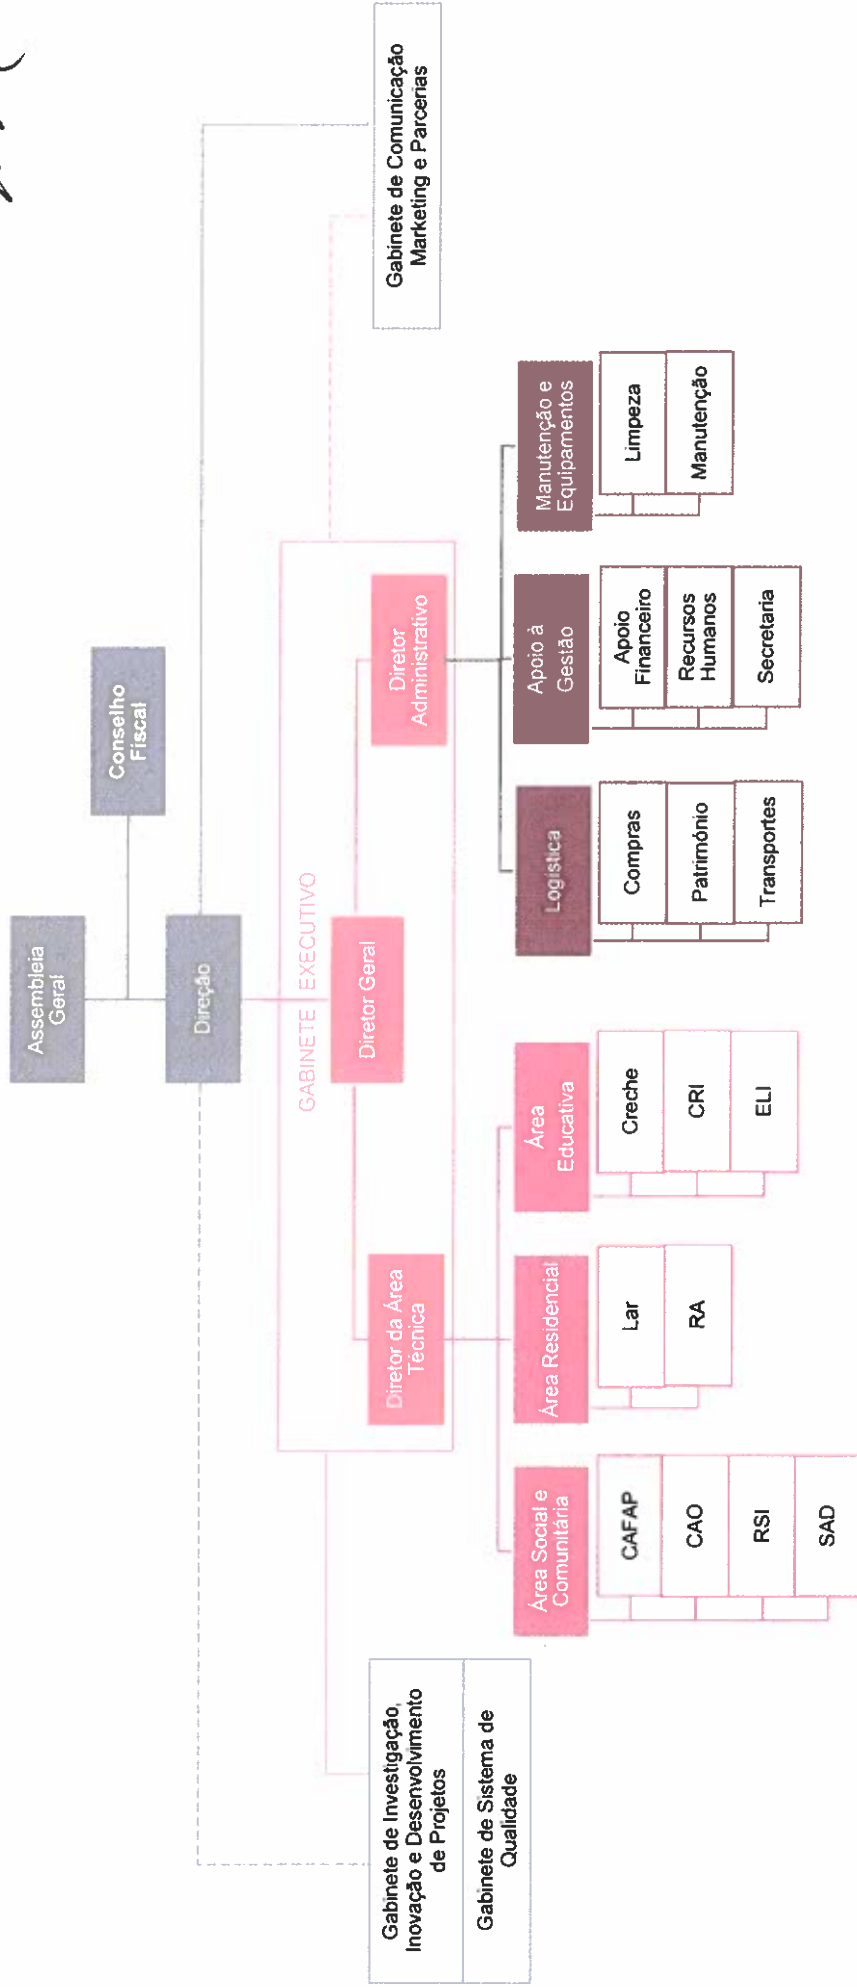 Assembleia
Geral
Conselho
Fiscal
Direção
GABINETE EXECUTIVO
Diretor Geral
Diretor da Área
Técnica
Diretor
Administrativo
Gabinete de Investigação,
Inovação e Desenvolvimento
de Projetos
Gabinete de Sistema de
Qualidade
Gabinete de Comunicação
Marketing e Parcerias
Área Social e
Comunitária
CAFAP
CAO
RSI
SAD
Área Residencial
Lar
RA
Área
Educativa
Creche
CRI
ELI
Logística
Compras
Património
Transportes
Apoio à
Gestão
Apoio
Financeiro
Recursos
Humanos
Secretaria
Manutenção e
Equipamentos
Limpeza
Manutenção